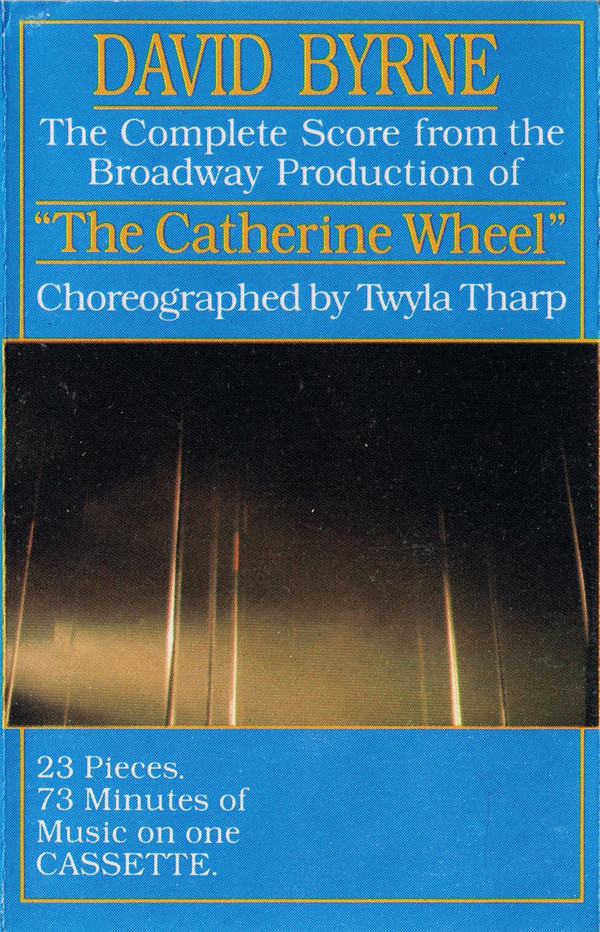 DAVID BYRNE
The Complete Score from the
Broadway Production of
“The Catherine Wheel”
Choreographed by Twyla Tharp
23 Pieces.
73 Minutes of
Music on one
CASSETTE.